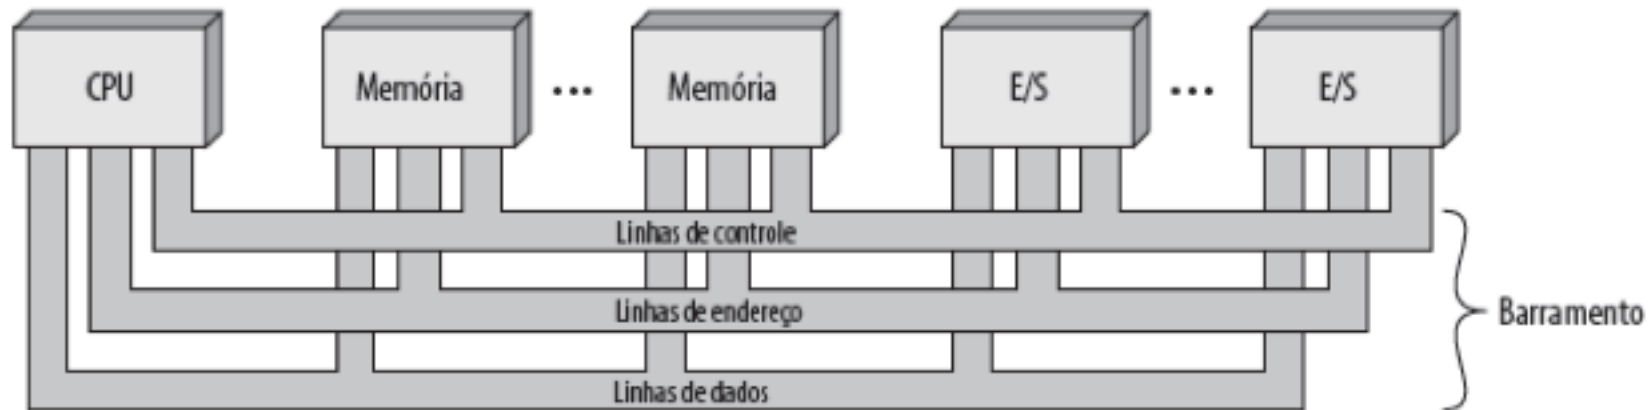 CPU
Memória
...
Memória
E/S
...
E/S
Linhas de controle
Linhas de endereço
Linhas de dados
Barramento